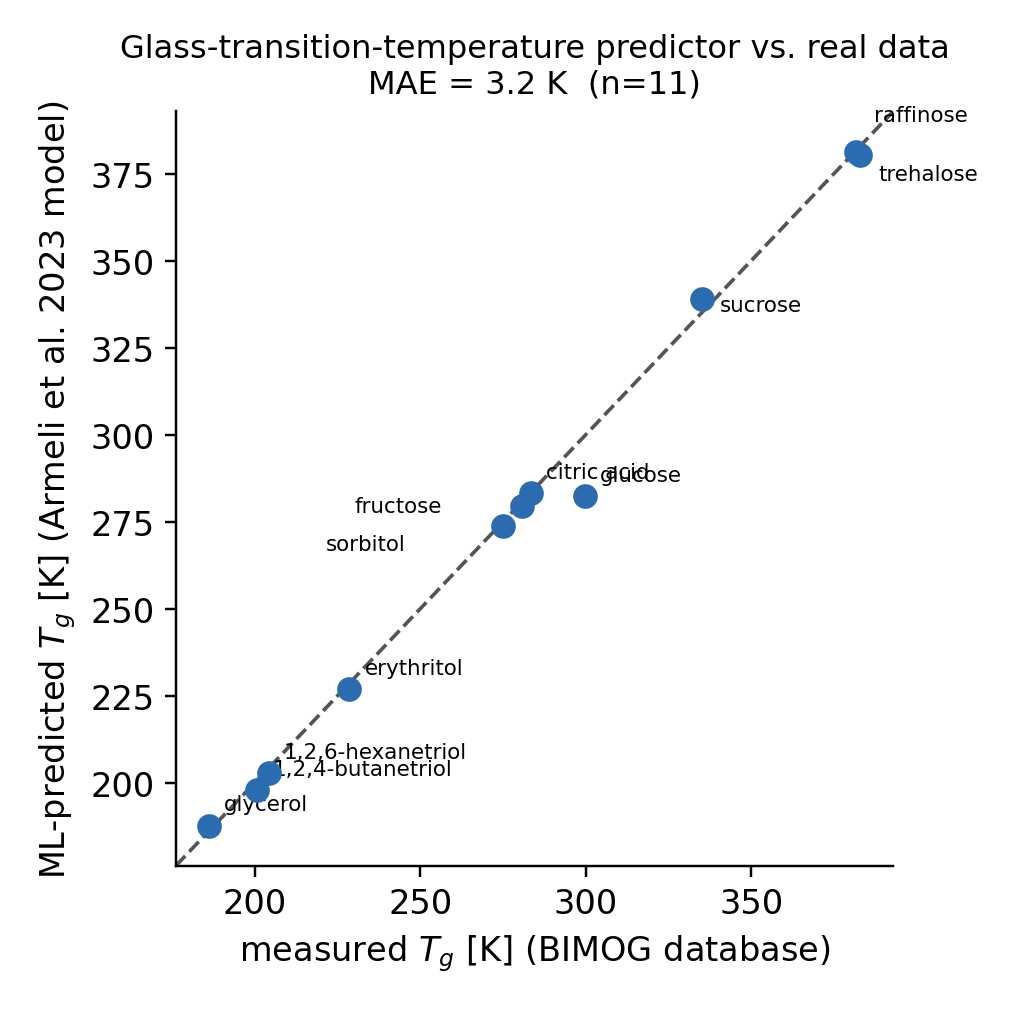 Glass-transition-temperature predictor vs. real data
MAE = 3.2 K (n=11)
ML-predicted T_g [K] (Armeli et al. 2023 model)
375
350
325
300
275
250
225
200
raffinose
trehalose
sucrose
citric acid
glucose
fructose
sorbitol
erythritol
1,2,6-hexanetriol
1,2,4-butanetriol
glycerol
200
250
300
350
measured T_g [K] (BIMOG database)